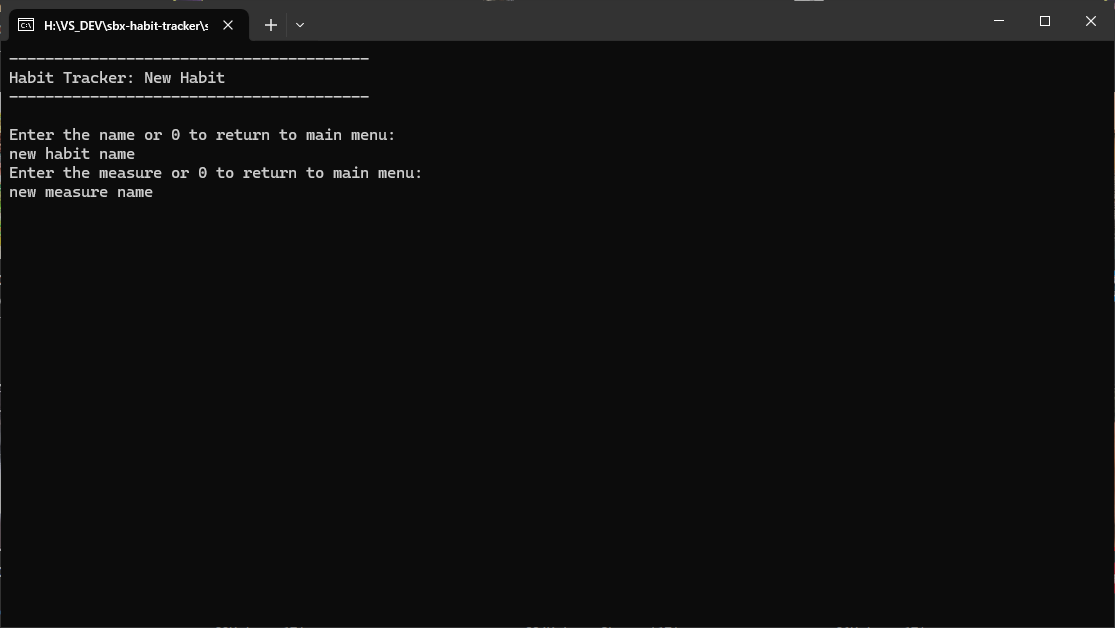 H:\VS_DEV\sbx-habit-tracker\s
----------------------------------------
Habit Tracker: New Habit
----------------------------------------
Enter the name or 0 to return to main menu:
new habit name
Enter the measure or 0 to return to main menu:
new measure name